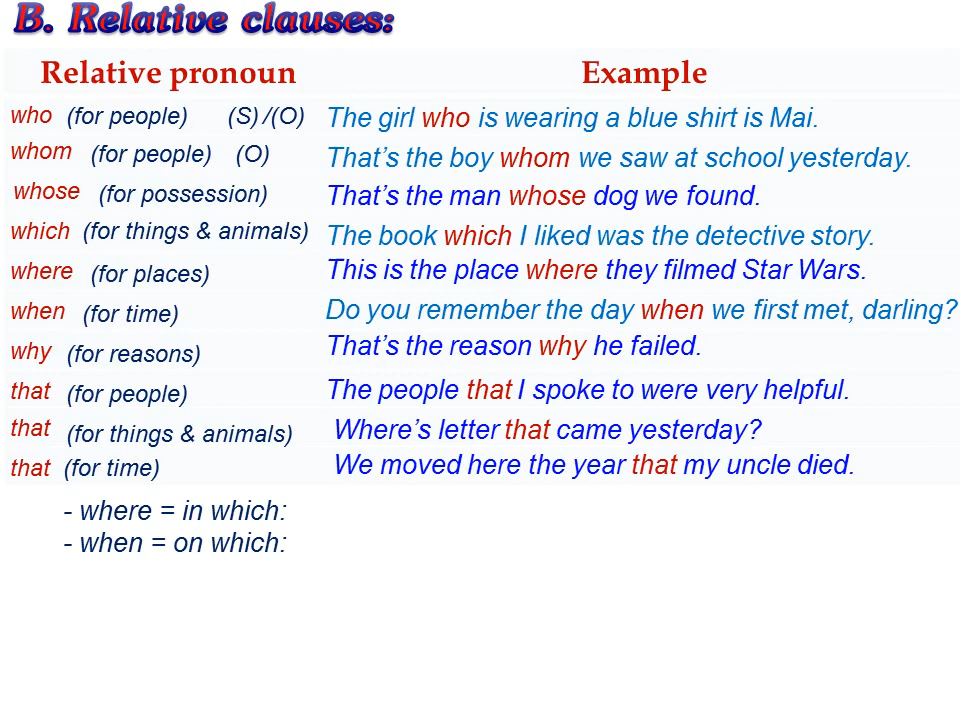 B. Relative clauses:
Relative pronoun Example
who (for people) (S) /(O) The girl who is wearing a blue shirt is Mai.
whom (for people) (O) That's the boy whom we saw at school yesterday.
whose (for possession) That's the man whose dog we found.
which (for things & animals) The book which I liked was the detective story.
where (for places) This is the place where they filmed Star Wars.
when (for time) Do you remember the day when we first met, darling?
why (for reasons) That's the reason why he failed.
that (for people) The people that I spoke to were very helpful.
that (for things & animals) Where's letter that came yesterday?
that (for time) We moved here the year that my uncle died.
- where = in which:
- when = on which: